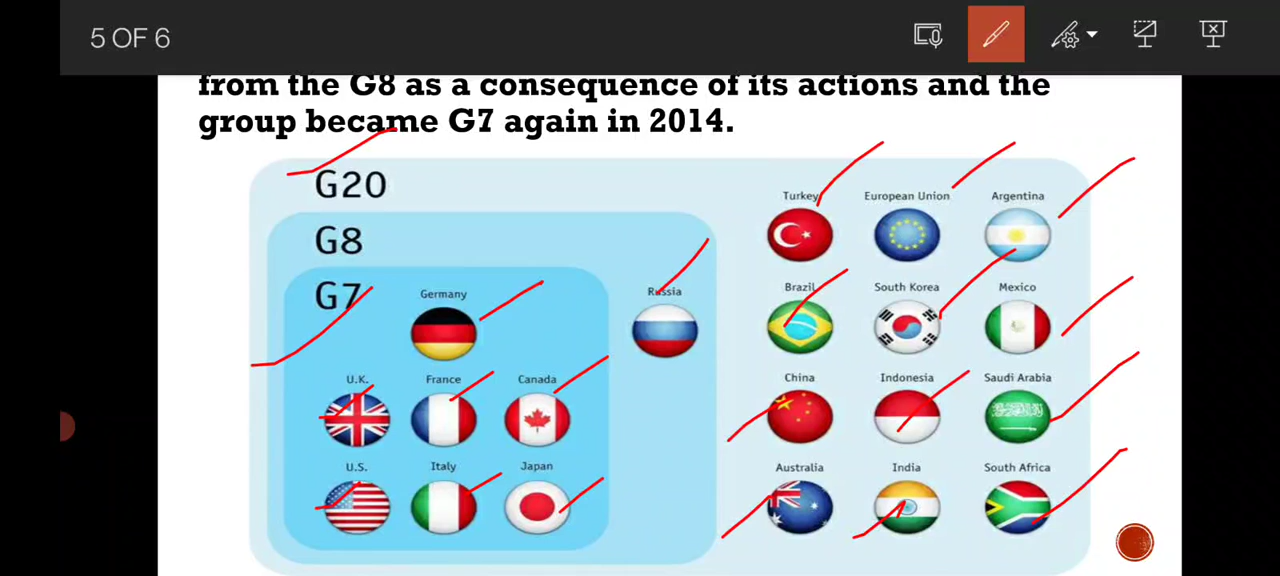 5 OF 6
from the G8 as a consequence of its actions and the
group became G7 again in 2014.
G20
Turkey European Union Argentina
G8
G7 Germany Russia Brazil South Korea Mexico
U.K. France Canada China Indonesia Saudi Arabia
U.S. Italy Japan Australia India South Africa